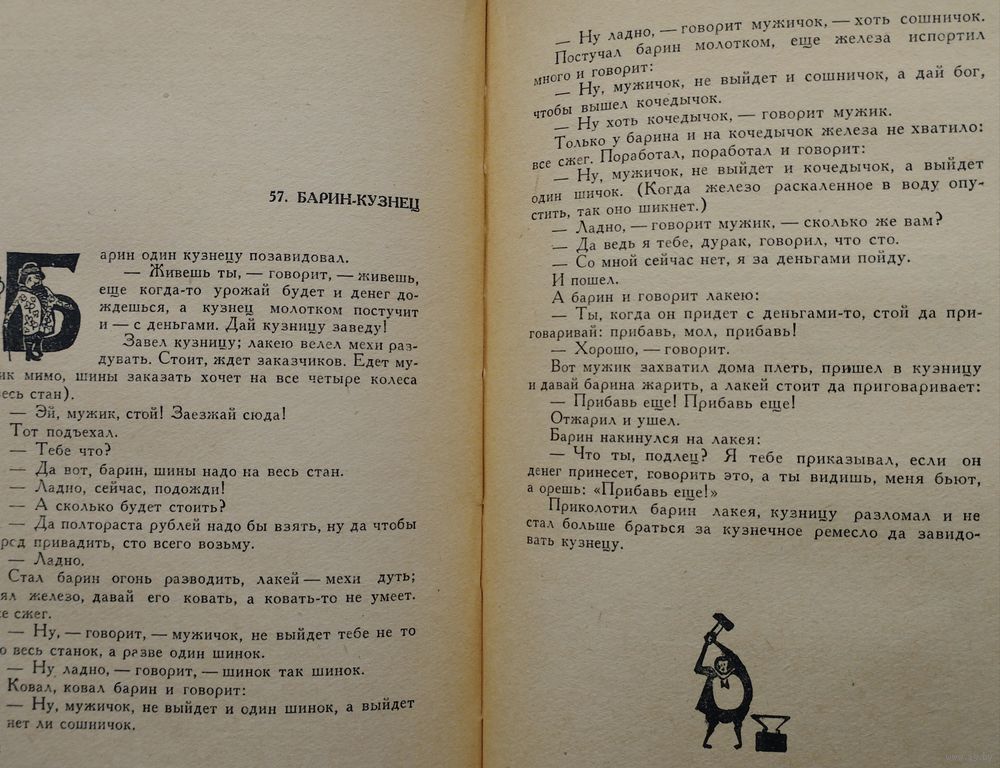 57. БАРИН-КУЗНЕЦ
Барин один кузнецу позавидовал.
— Живешь ты, — говорит, — живешь,
еще когда-то урожай будет и денег до-
ждешься, а кузнец молотком постучит
и — с деньгами. Дай кузницу заведу!
Завел кузницу; лакею велел мехи раз-
дувать. Стоит, ждет заказчиков. Едет му-
ик мимо, шины заказать хочет на все четыре колеса
есь стан).
— Эй, мужик, стой! Заезжай сюда!
Тот подъехал.
— Тебе что?
— Да вот, барин, шины надо на весь стан.
— Ладно, сейчас, подожди!
— А сколько будет стоить?
— Да полтораста рублей надо бы взять, ну да чтобы
ред привадить, сто всего возьму.
— Ладно.
Стал барин огонь разводить, лакей — мехи дуть;
ял железо, давай его ковать, а ковать-то не умеет.
е сжег.
— Ну, — говорит, — мужичок, не выйдет тебе не то
о весь станок, а разве один шинок.
— Ну ладно, — говорит, — шинок так шинок.
Ковал, ковал барин и говорит:
— Ну, мужичок, не выйдет и один шинок, а выйдет
нет ли сошничок.
— Ну ладно, — говорит мужичок, — хоть сошничок.
Постучал барин молотком, еще железа испортил
много и говорит:
— Ну, мужичок, не выйдет и сошничок, а дай бог,
чтобы вышел кочедычок.
— Ну хоть кочедычок, — говорит мужик.
Только у барина и на кочедычок железа не хватило:
все сжег. Поработал, поработал и говорит:
— Ну, мужичок, не выйдет и кочедычок, а выйдет
один шичок. (Когда железо раскаленное в воду опу-
стить, так оно шикнет.)
— Ладно, — говорит мужик, — сколько же вам?
— Да ведь я тебе, дурак, говорил, что сто.
— Со мной сейчас нет, я за деньгами пойду.
И пошел.
А барин и говорит лакею:
— Ты, когда он придет с деньгами-то, стой да при-
говаривай: прибавь, мол, прибавь!
— Хорошо, — говорит.
Вот мужик захватил дома плеть, пришел в кузницу
и давай барина жарить, а лакей стоит да приговаривает:
— Прибавь еще! Прибавь еще!
Отжарил и ушел.
Барин накинулся на лакея:
— Что ты, подлец? Я тебе приказывал, если он
денег принесет, говорить это, а ты видишь, меня бьют,
а орешь: «Прибавь еще!»
Приколотил барин лакея, кузницу разломал и не
стал больше браться за кузнечное ремесло да завидо-
вать кузнецу.